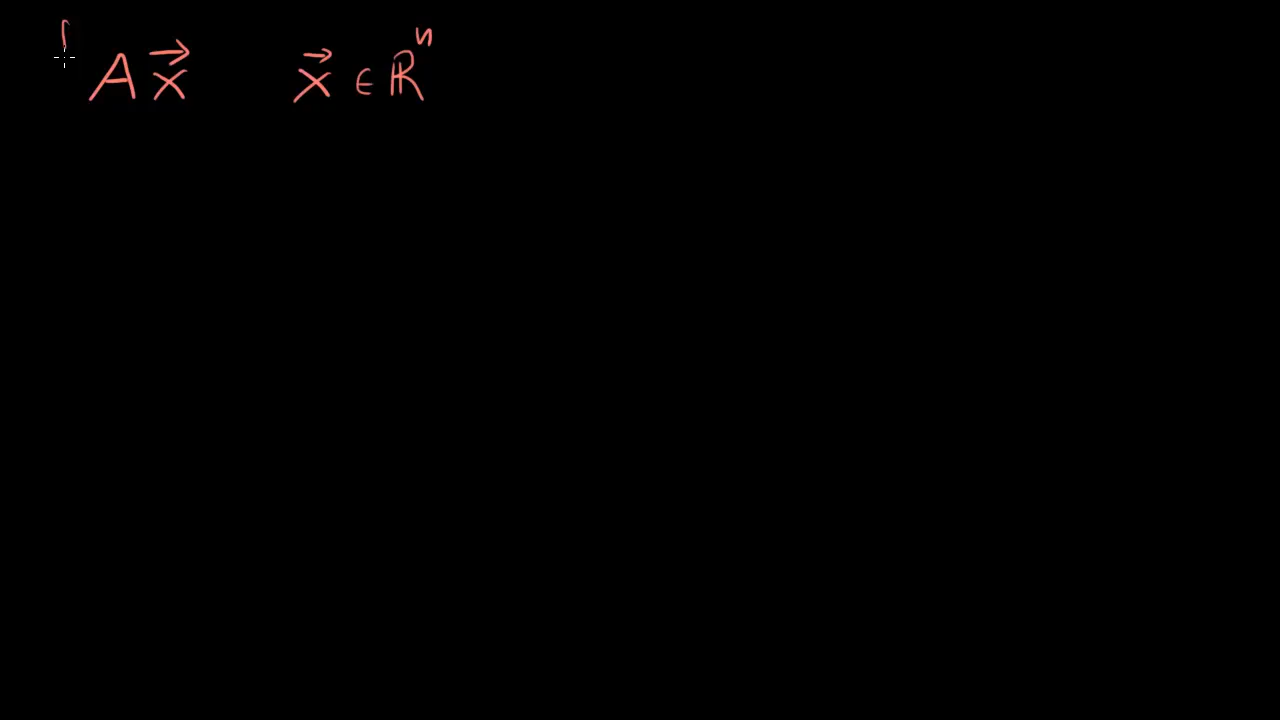 A x⃗    x⃗ ∈ ℝⁿ